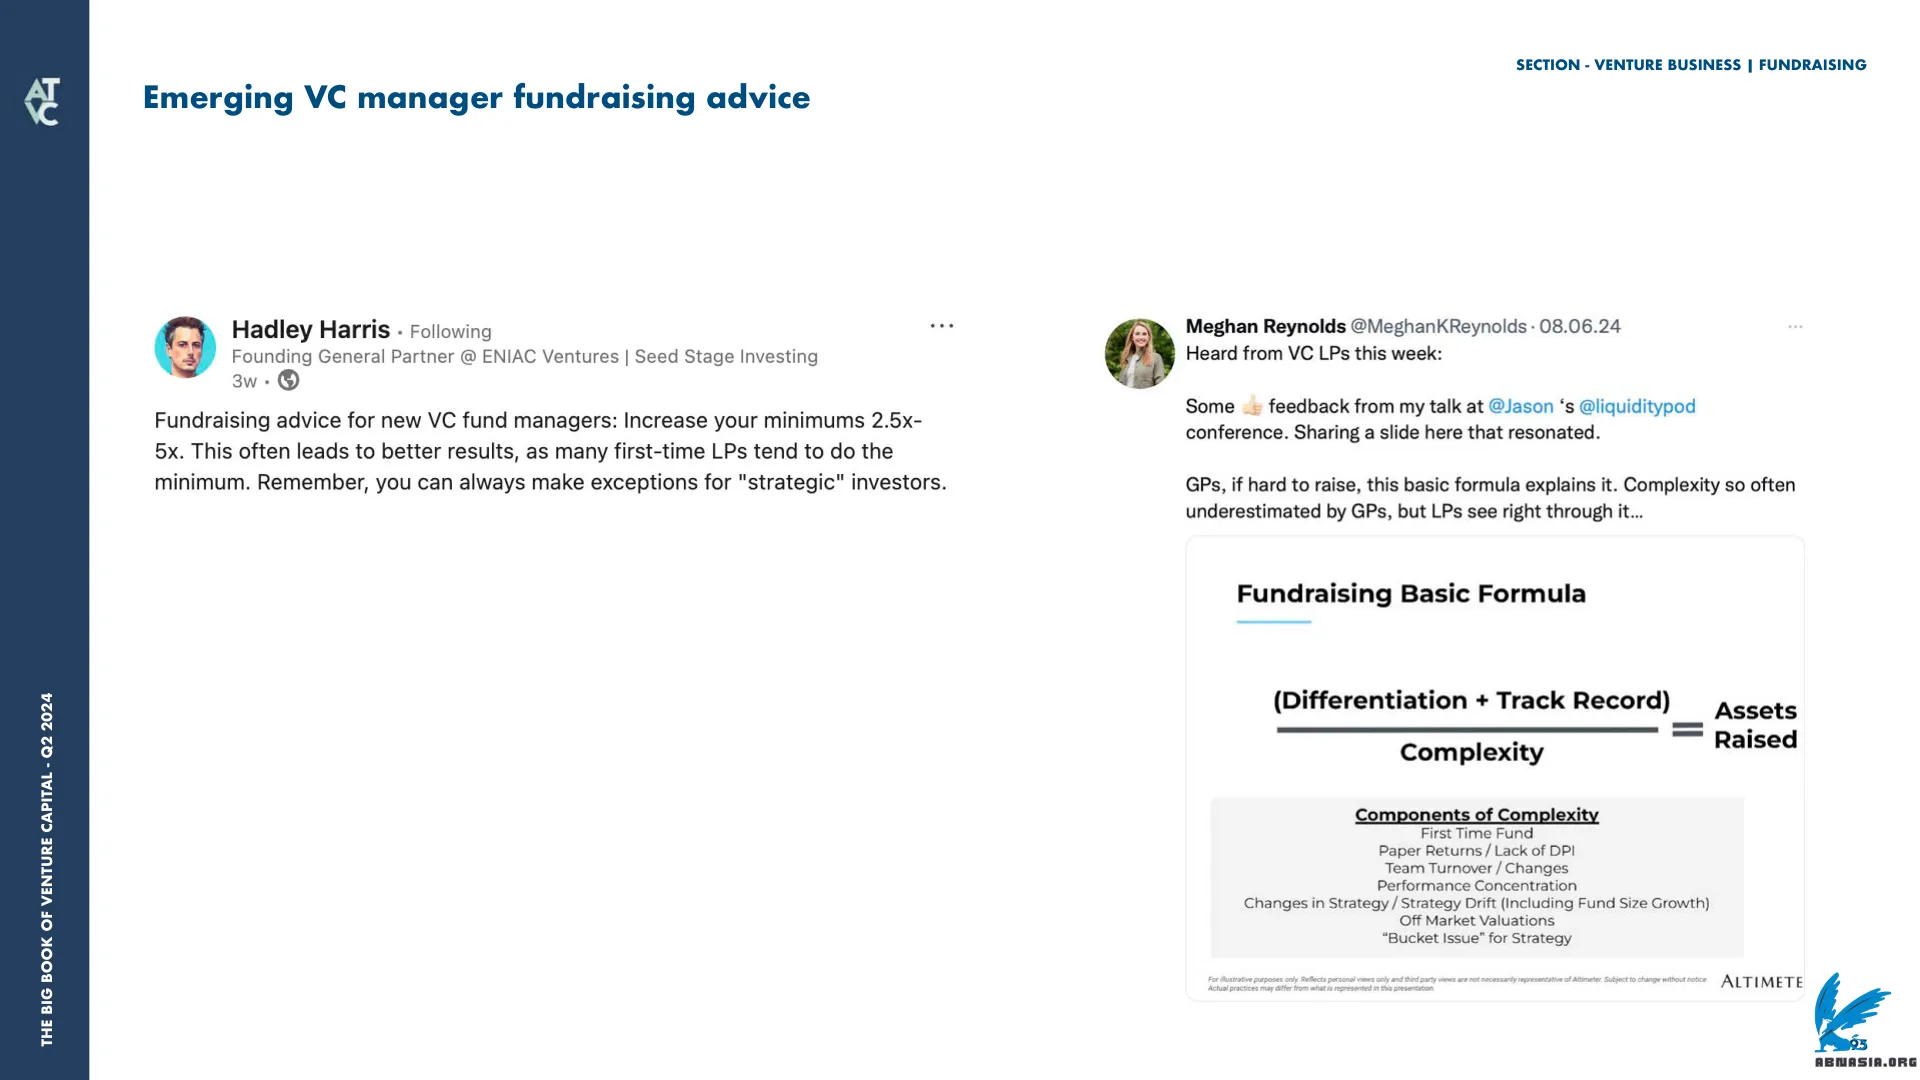 AT
VC
SECTION - VENTURE BUSINESS | FUNDRAISING
Emerging VC manager fundraising advice
Hadley Harris • Following
Founding General Partner @ ENIAC Ventures | Seed Stage Investing
3w •
Fundraising advice for new VC fund managers: Increase your minimums 2.5x-
5x. This often leads to better results, as many first-time LPs tend to do the
minimum. Remember, you can always make exceptions for "strategic" investors.
Meghan Reynolds @MeghanKReynolds · 08.06.24
Heard from VC LPs this week:
Some 👍🏻 feedback from my talk at @Jason ‘s @liquiditypod
conference. Sharing a slide here that resonated.
GPs, if hard to raise, this basic formula explains it. Complexity so often
underestimated by GPs, but LPs see right through it...
Fundraising Basic Formula
(Differentiation + Track Record)
Complexity
=
Assets
Raised
Components of Complexity
First Time Fund
Paper Returns / Lack of DPI
Team Turnover / Changes
Performance Concentration
Changes in Strategy / Strategy Drift (Including Fund Size Growth)
Off Market Valuations
“Bucket Issue” for Strategy
For illustrative purposes only. Reflects personal views only and third party views are not necessarily representative of Altimeter. Subject to change without notice.
Actual practices may differ from what is represented in this presentation.
ALTIMETE
THE BIG BOOK OF VENTURE CAPITAL - Q2 2024
93
ABNASIA.ORG